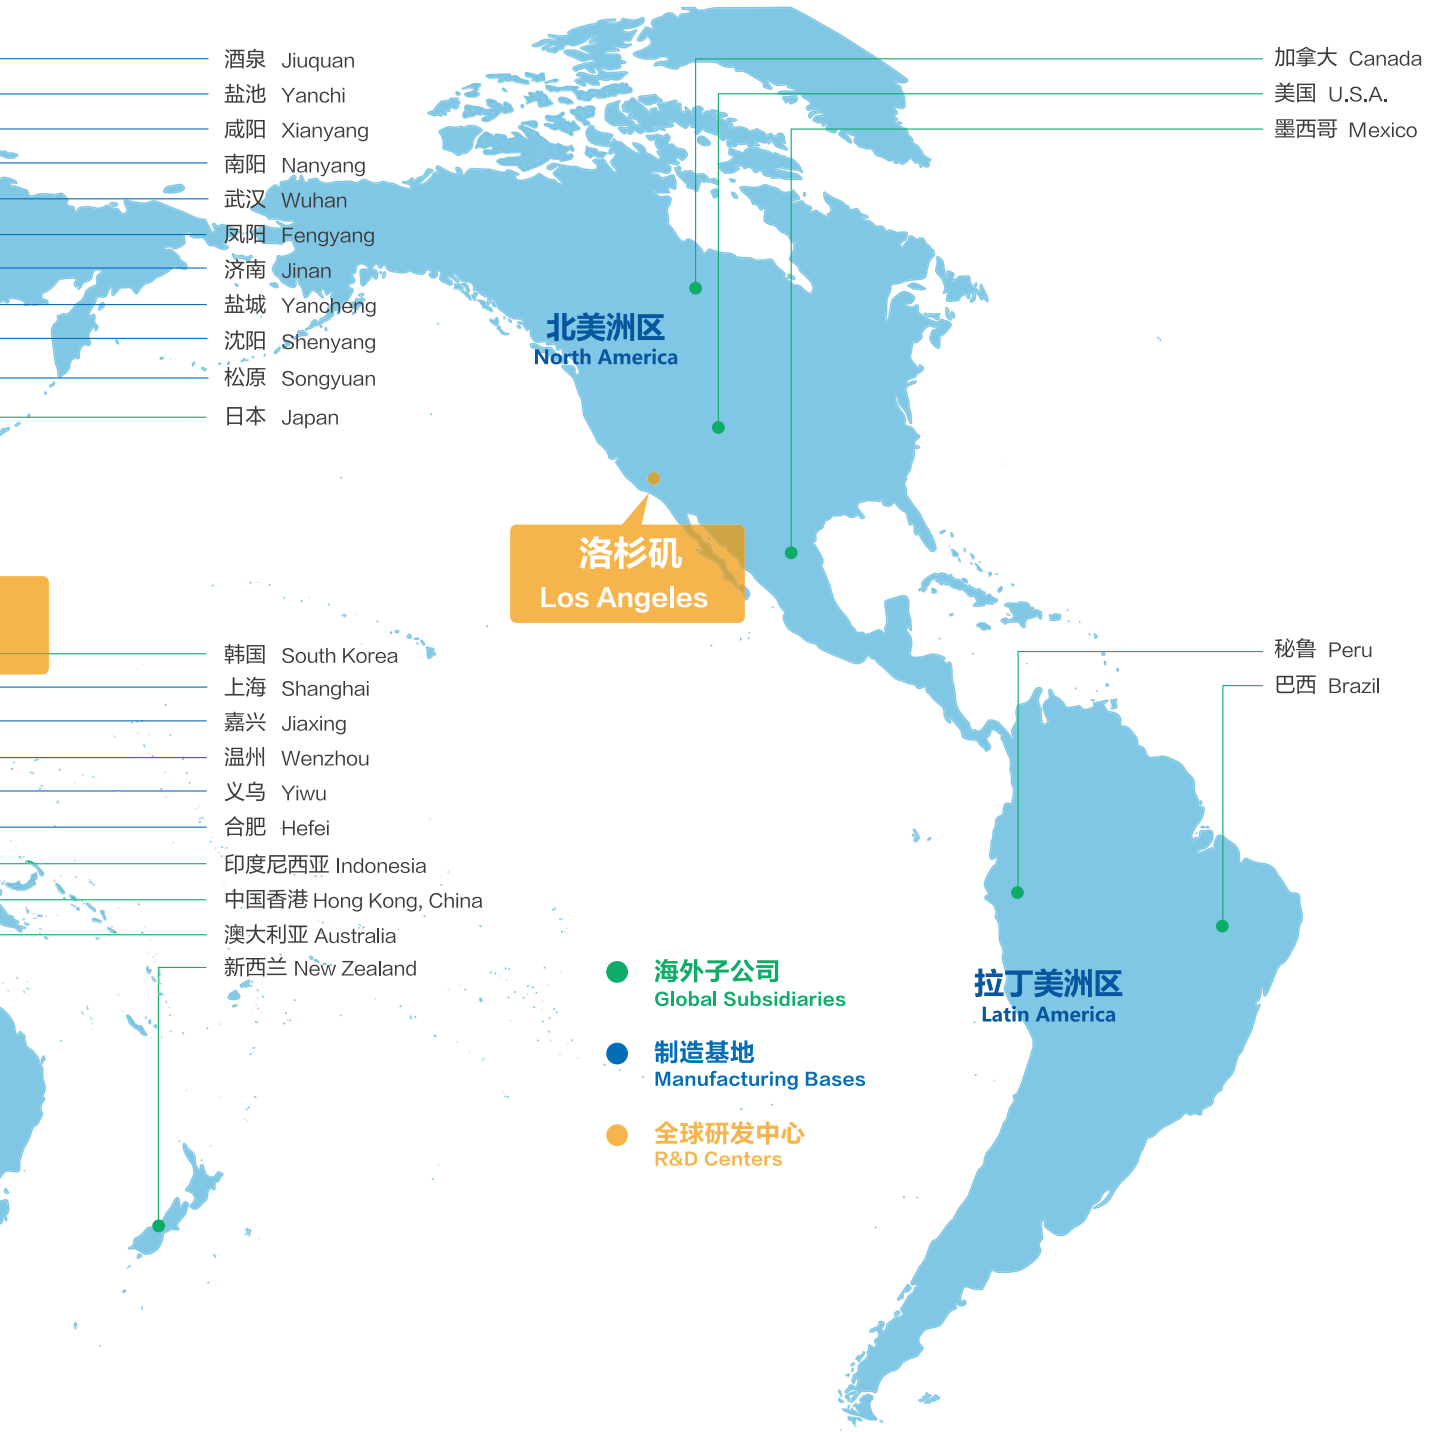 酒泉 Jiuquan
盐池 Yanchi
咸阳 Xianyang
南阳 Nanyang
武汉 Wuhan
凤阳 Fengyang
济南 Jinan
盐城 Yancheng
沈阳 Shenyang
松原 Songyuan
日本 Japan
加拿大 Canada
美国 U.S.A.
墨西哥 Mexico
北美洲区
North America
洛杉矶
Los Angeles
韩国 South Korea
上海 Shanghai
嘉兴 Jiaxing
温州 Wenzhou
义乌 Yiwu
合肥 Hefei
印度尼西亚 Indonesia
中国香港 Hong Kong, China
澳大利亚 Australia
新西兰 New Zealand
秘鲁 Peru
巴西 Brazil
拉丁美洲区
Latin America
海外子公司
Global Subsidiaries
制造基地
Manufacturing Bases
全球研发中心
R&D Centers